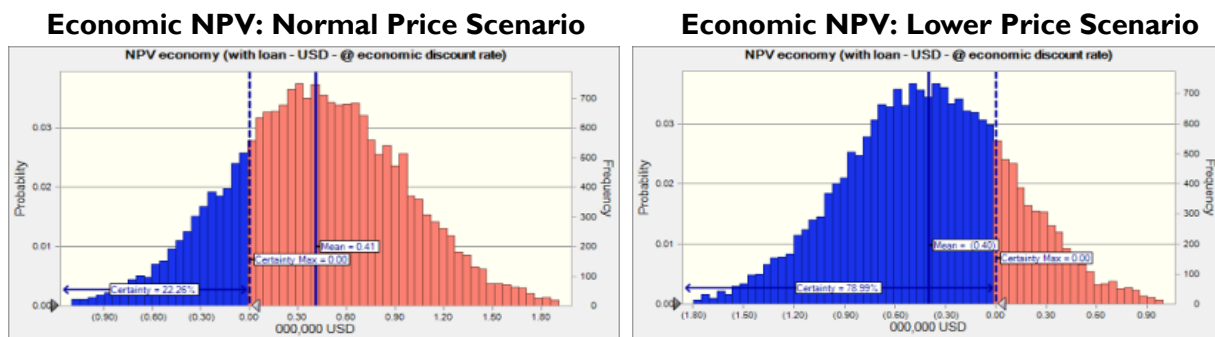 Economic NPV: Normal Price Scenario
NPV economy (with loan - USD - @ economic discount rate)
0.03
0.02
0.01
0.00
Probability
700
600
500
400
300
200
100
0
Frequency
Mean = 0.41
Certainty Max = 0.00
Certainty = 22.26%
(0.90) (0.60) (0.30) 0.00 0.30 0.60 0.90 1.20 1.50 1.80
000,000 USD
Economic NPV: Lower Price Scenario
NPV economy (with loan - USD - @ economic discount rate)
0.03
0.02
0.01
0.00
Probability
700
600
500
400
300
200
100
0
Frequency
Mean = (0.40)
Certainty Max = 0.00
Certainty = 78.99%
(1.80) (1.50) (1.20) (0.90) (0.60) (0.30) 0.00 0.30 0.60 0.90
000,000 USD